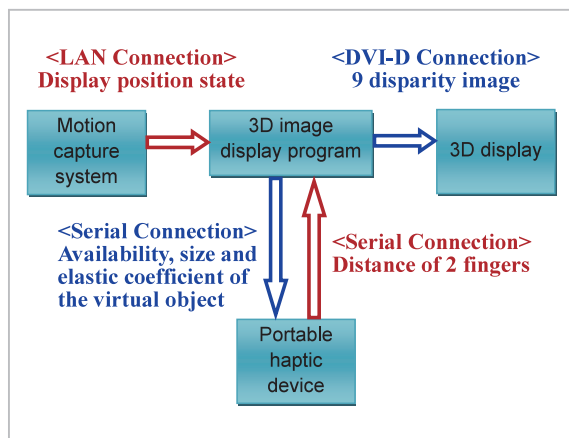 <LAN Connection>
Display position state
<DVI-D Connection>
9 disparity image
Motion
capture
system
3D image
display program
3D display
<Serial Connection>
Availability, size and
elastic coefficient of
the virtual object
<Serial Connection>
Distance of 2 fingers
Portable
haptic
device